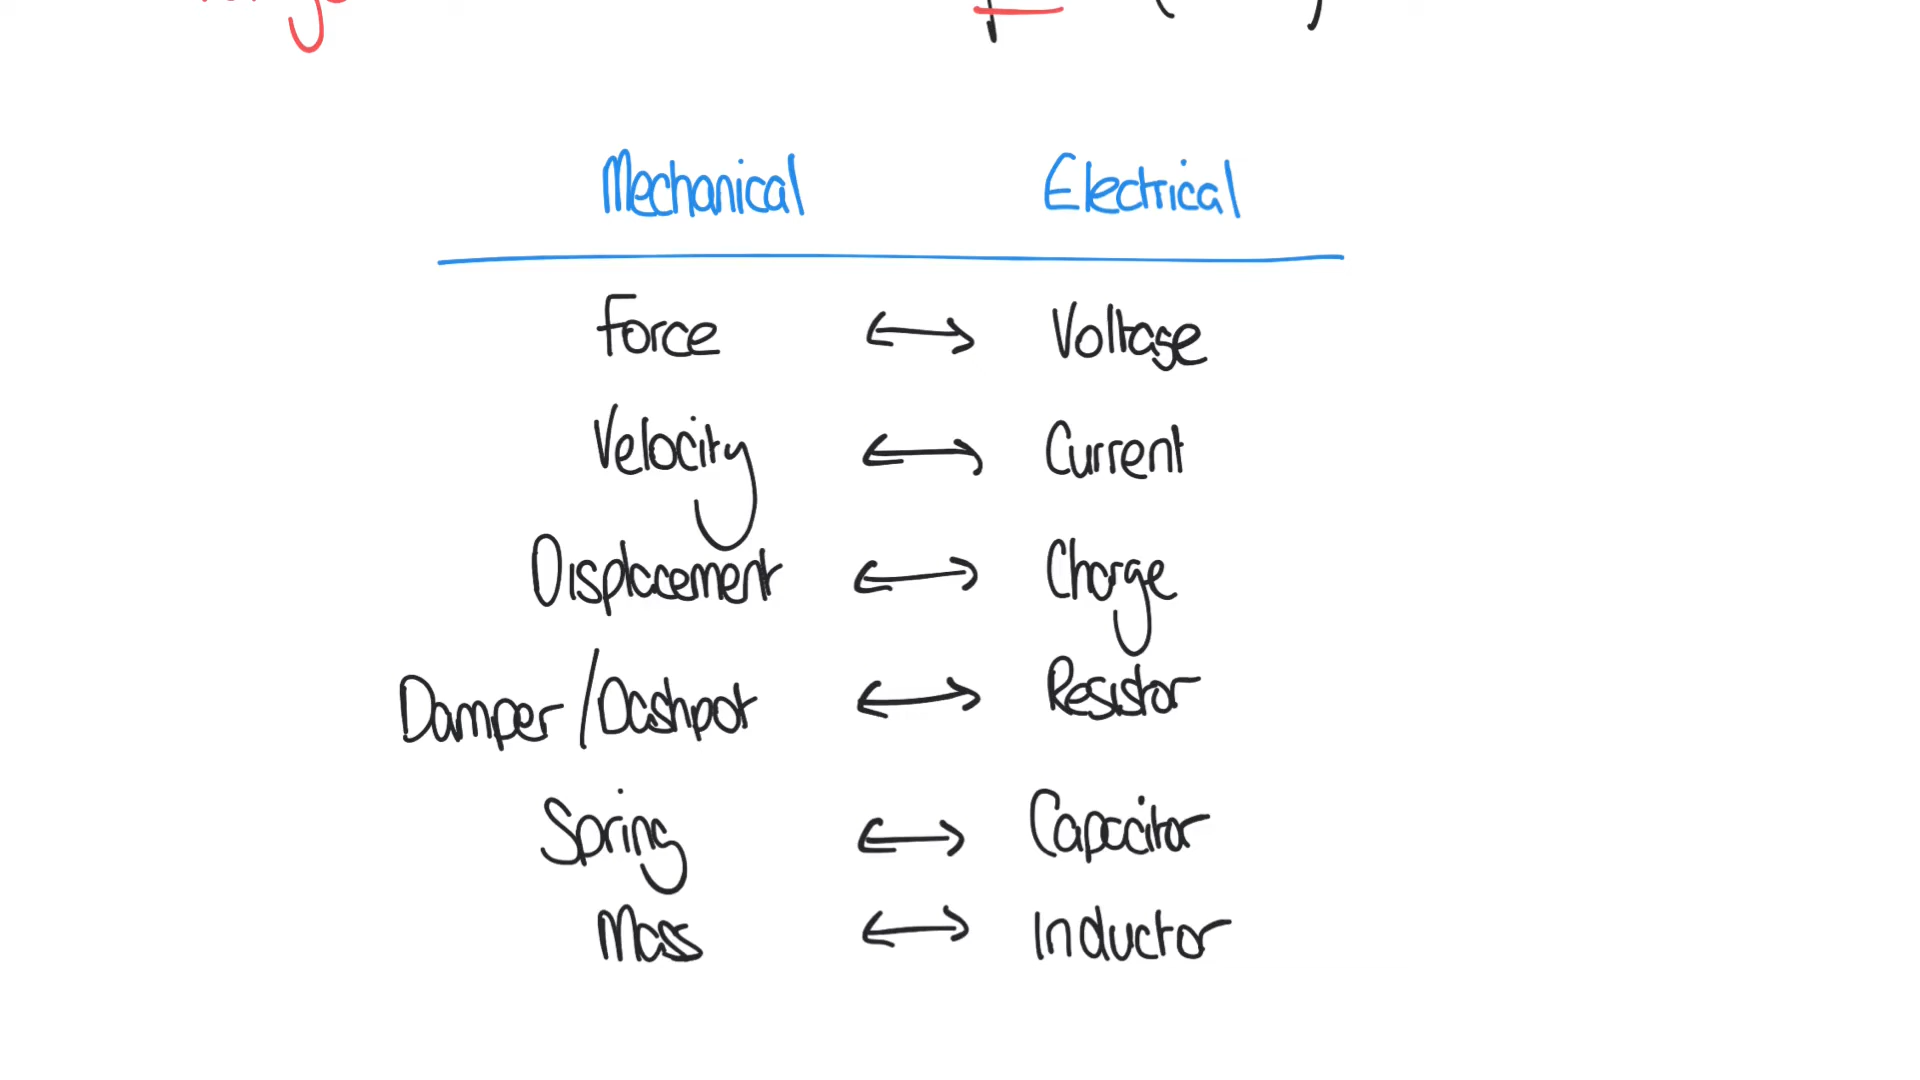 Mechanical Electrical
Force ↔ Voltage
Velocity ↔ Current
Displacement ↔ Charge
Damper/Dashpot ↔ Resistor
Spring ↔ Capacitor
Mass ↔ Inductor